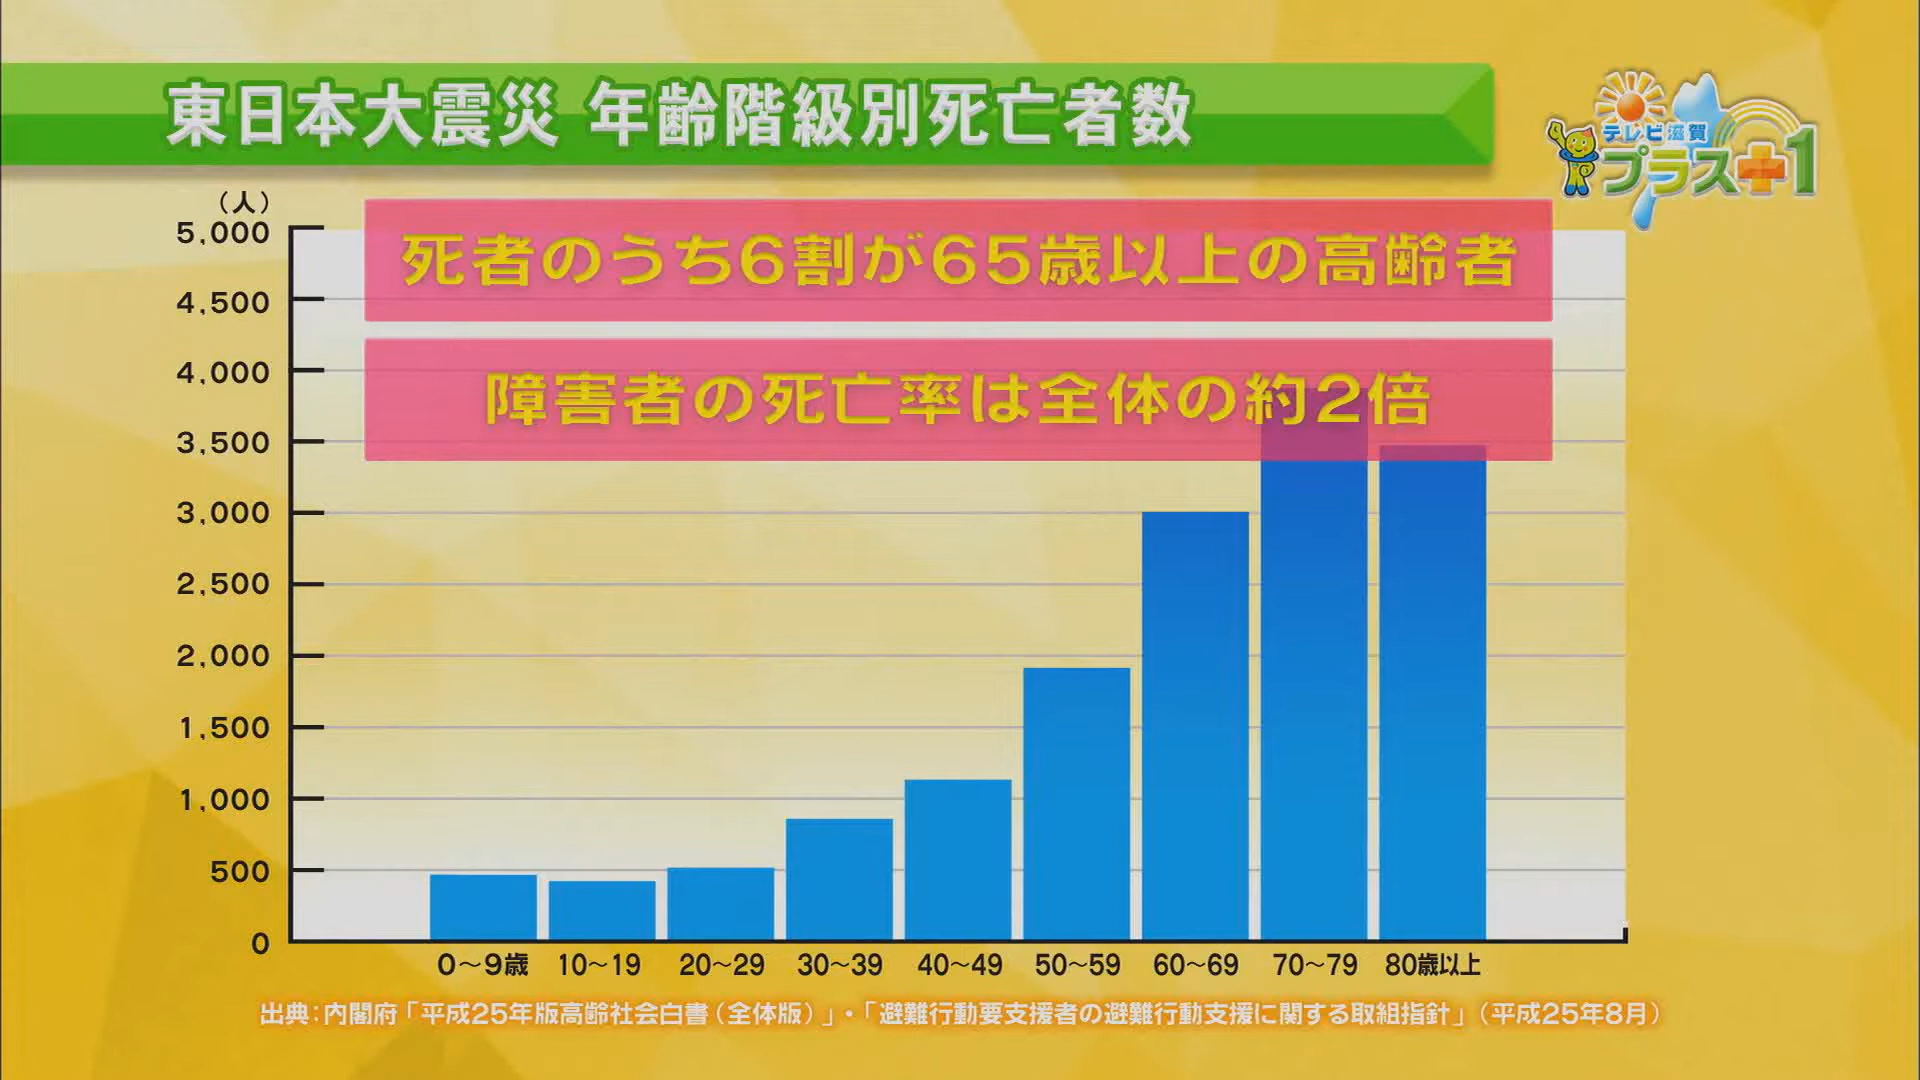 東日本大震災 年齢階級別死亡者数
テレビ滋賀
プラス+1
(人)
5,000
死者のうち6割が65歳以上の高齢者
4,500
4,000
障害者の死亡率は全体の約2倍
3,500
3,000
2,500
2,000
1,500
1,000
500
0
0〜9歳 10〜19 20〜29 30〜39 40〜49 50〜59 60〜69 70〜79 80歳以上
出典:内閣府「平成25年版高齢社会白書(全体版)」・「避難行動要支援者の避難行動支援に関する取組指針」(平成25年8月)